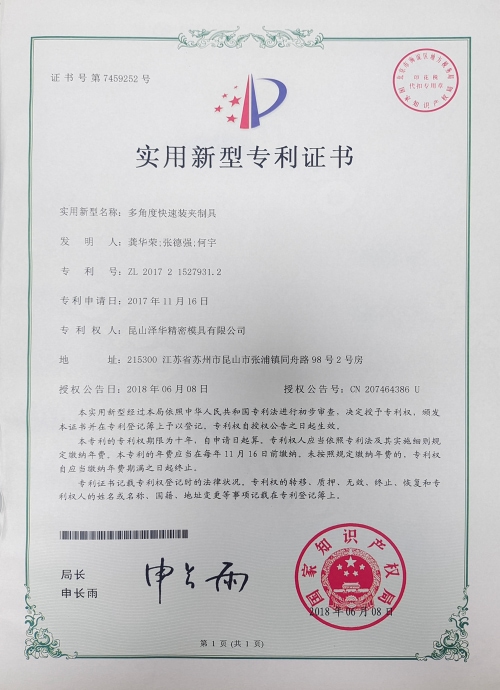 证书号第7459252号
实用新型专利证书
实用新型名称：多角度快速装夹制具
发明人：龚华荣;张德强;何宇
专利号：ZL 2017 2 1527931.2
专利申请日：2017年11月16日
专利权人：昆山泽华精密模具有限公司
地址：215300 江苏省苏州市昆山市张浦镇同舟路98号2号房
授权公告日：2018年06月08日 授权公告号：CN 207464386 U
本实用新型经过本局依照中华人民共和国专利法进行初步审查，决定授予专利权，颁发
本证书并在专利登记簿上予以登记。专利权自授权公告之日起生效。
本专利的专利权期限为十年，自申请日起算。专利权人应当依照专利法及其实施细则规
定缴纳年费。本专利的年费应当在每年11月16日前缴纳。未按照规定缴纳年费的，专利权
自应当缴纳年费期满之日起终止。
专利证书记载专利权登记时的法律状况。专利权的转移、质押、无效、终止、恢复和专
利权人的姓名或名称、国籍、地址变更等事项记载在专利登记簿上。
局长
申长雨
申长雨
国家知识产权局
2018年06月08日
第1页(共1页)
印花税
代扣专用章
国家知识产权局